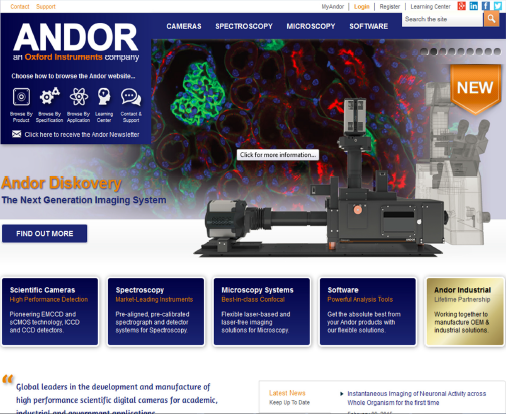 Contact Support
MyAndor | Login | Register | Learning Center
ANDOR
an Oxford Instruments company
CAMERAS SPECTROSCOPY MICROSCOPY SOFTWARE
Search the site
Choose how to browse the Andor website...
Browse By Product
Browse By Specification
Browse By Application
Learning Center
Contact & Support
Click here to receive the Andor Newsletter
NEW
Click for more information...
Andor Diskovery
The Next Generation Imaging System
FIND OUT MORE
Scientific Cameras
High Performance Detection
Pioneering EMCCD and
sCMOS technology, ICCD
and CCD detectors.
Spectroscopy
Market-Leading Instruments
Pre-aligned, pre-calibrated
spectrograph and detector
systems for Spectroscopy.
Microscopy Systems
Best-in-class Confocal
Flexible laser-based and
laser-free imaging
solutions for Microscopy.
Software
Powerful Analysis Tools
Get the absolute best from
your Andor products with
our flexible solutions.
Andor Industrial
Lifetime Partnership
Working together to
manufacture OEM &
industrial solutions.
“
Global leaders in the development and manufacture of
high performance scientific digital cameras for academic,
industrial and government applications.
Latest News
Keep Up To Date
Instantaneous Imaging of Neuronal Activity across
Whole Organism for the first time